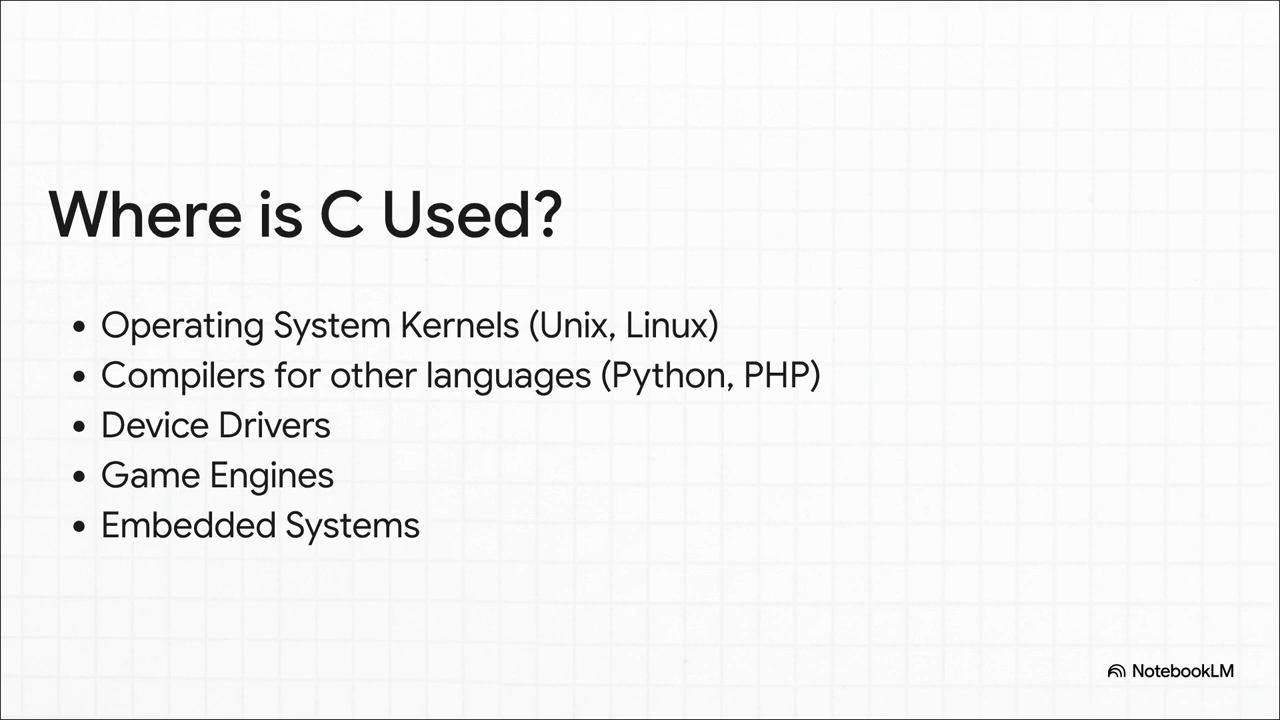 Where is C Used?
• Operating System Kernels (Unix, Linux)
• Compilers for other languages (Python, PHP)
• Device Drivers
• Game Engines
• Embedded Systems
NotebookLM